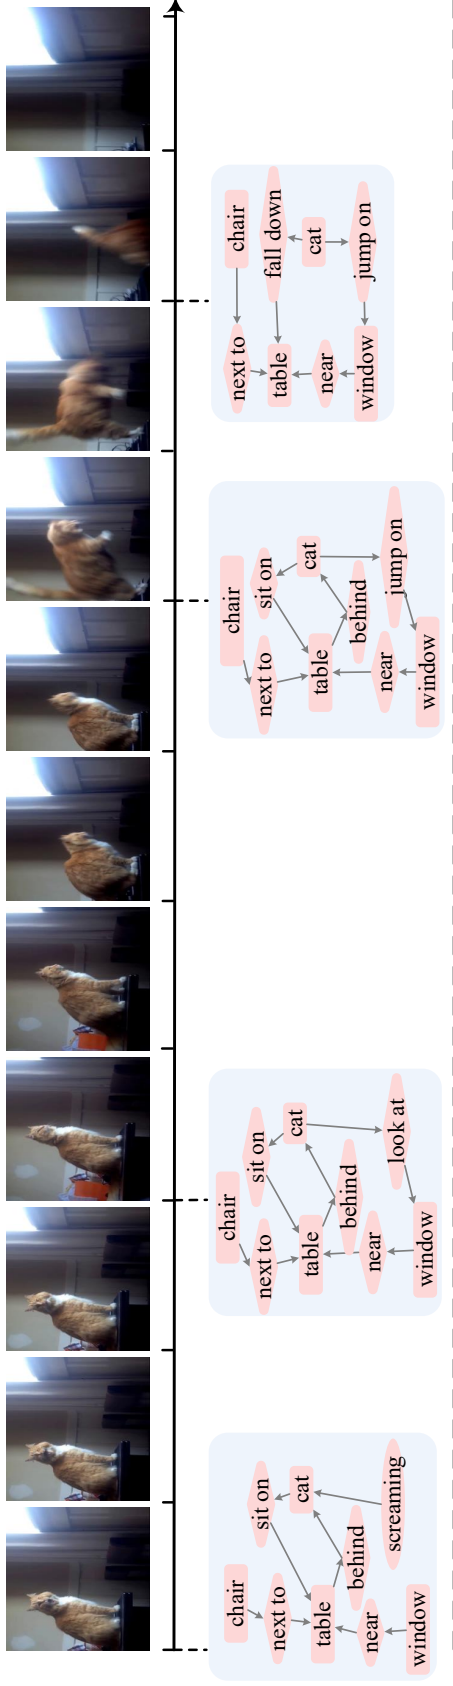 chair
sit on
next to
cat
table
behind
near
screaming
window
chair
sit on
next to
cat
table
behind
near
look at
window
chair
next to
sit on
cat
table
behind
near
jump on
window
next to
chair
table
fall down
near
cat
window
jump on